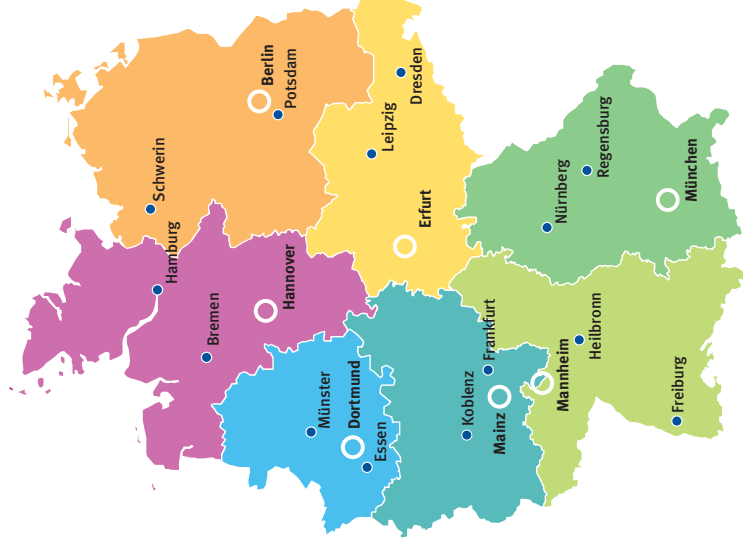 Schwerin
Hamburg
Berlin
Potsdam
Bremen
Hannover
Münster
Dortmund
Essen
Leipzig
Dresden
Erfurt
Koblenz
Frankfurt
Mainz
Mannheim
Heilbronn
Freiburg
Nürnberg
Regensburg
München